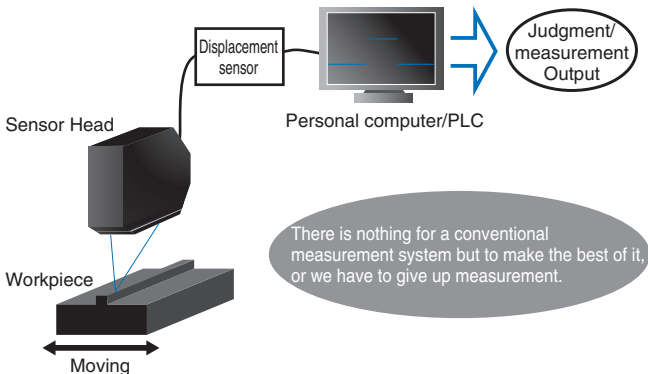 Displacement
sensor
Judgment/
measurement
Output
Personal computer/PLC
Sensor Head
There is nothing for a conventional
measurement system but to make the best of it,
or we have to give up measurement.
Workpiece
Moving